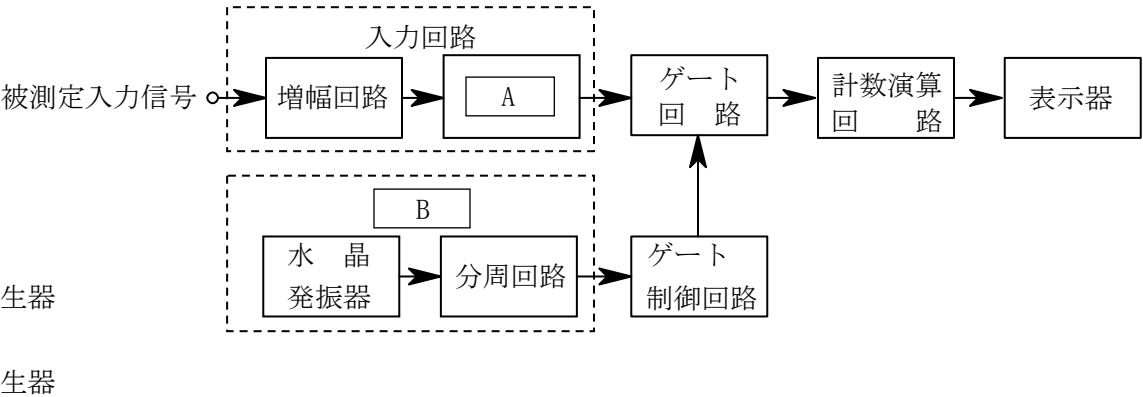 入力回路
被測定入力信号
増幅回路
A
ゲート
回 路
計数演算
回 路
表示器
B
水 晶
発振器
分周回路
ゲート
制御回路
生器
生器